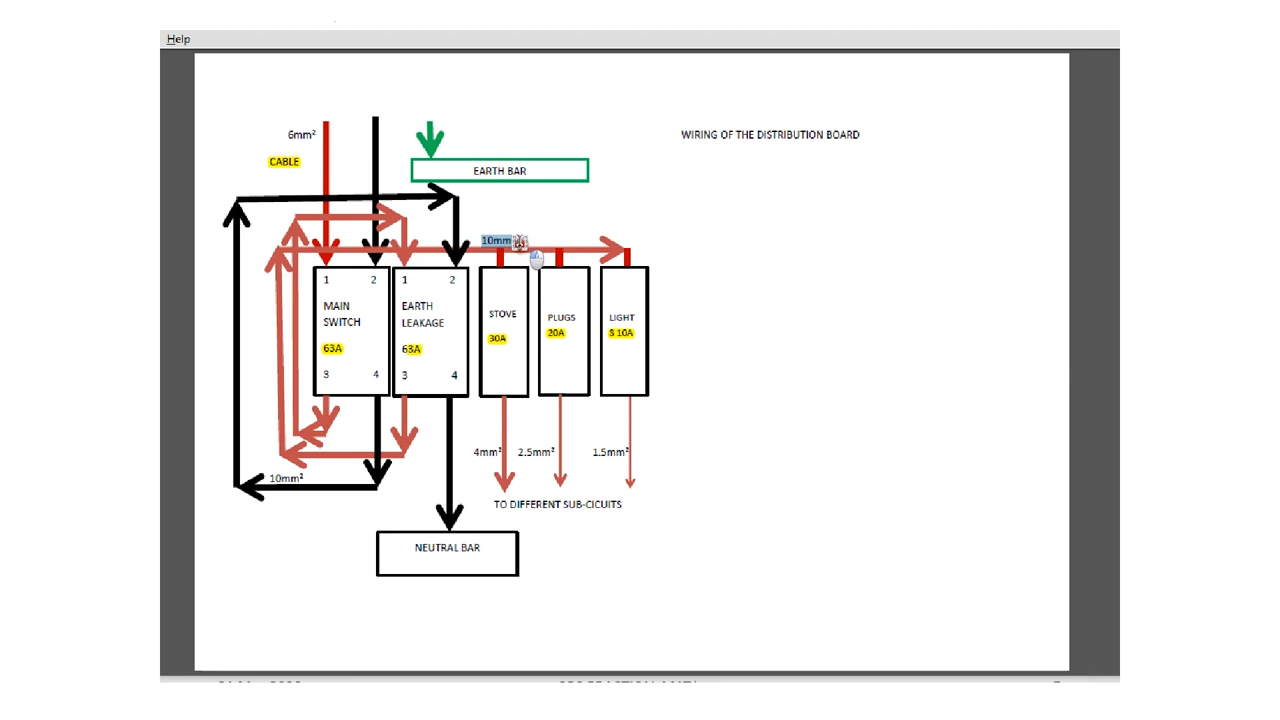 Help
6mm²
WIRING OF THE DISTRIBUTION BOARD
CABLE
EARTH BAR
10mm
1 2 1 2
MAIN
SWITCH
63A
3 4
EARTH
LEAKAGE
63A
3 4
STOVE
30A
PLUGS
20A
LIGHT
S 10A
4mm² 2.5mm² 1.5mm²
10mm²
TO DIFFERENT SUB-CICUITS
NEUTRAL BAR